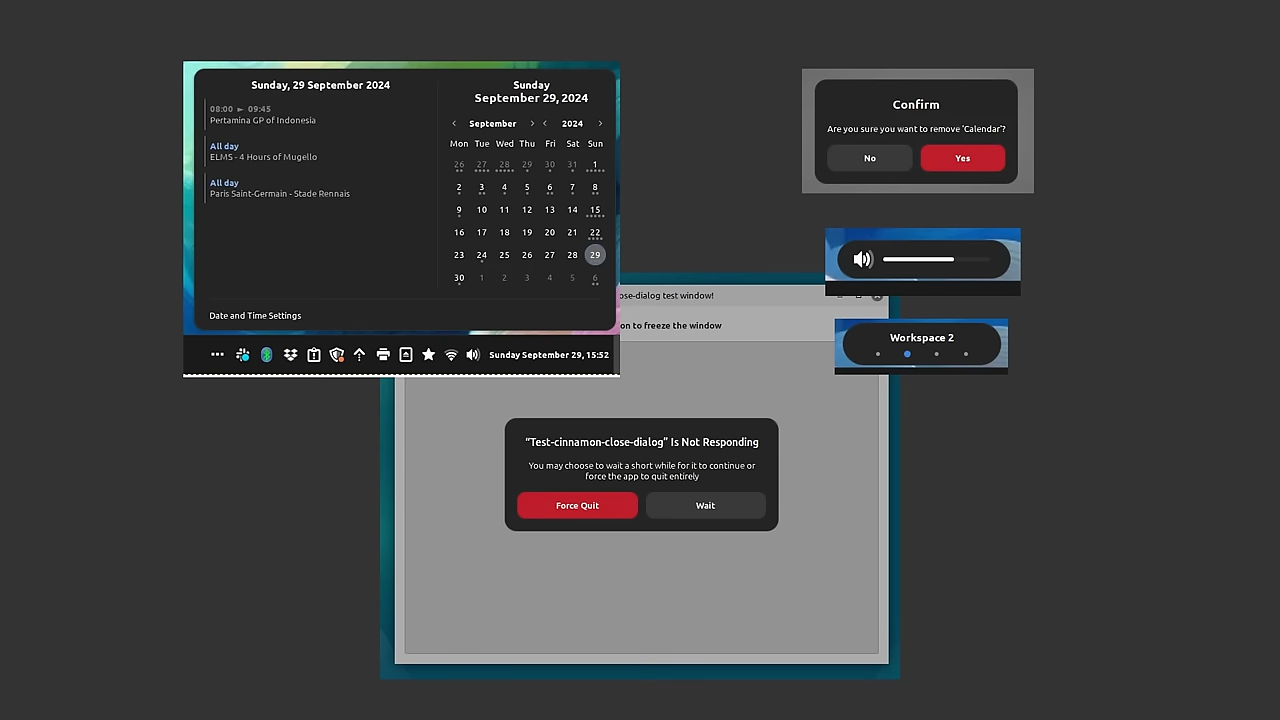 Sunday, 29 September 2024
08:00 ► 09:45
Pertamina GP of Indonesia
All day
ELMS - 4 Hours of Mugello
All day
Paris Saint-Germain - Stade Rennais
Sunday
September 29, 2024
‹ September › ‹ 2024 ›
Mon Tue Wed Thu Fri Sat Sun
26 27 28 29 30 31 1
2 3 4 5 6 7 8
9 10 11 12 13 14 15
16 17 18 19 20 21 22
23 24 25 26 27 28 29
30 1 2 3 4 5 6
Date and Time Settings
Sunday September 29, 15:52
Confirm
Are you sure you want to remove 'Calendar'?
No Yes
Workspace 2
ose-dialog test window!
on to freeze the window
“Test-cinnamon-close-dialog” Is Not Responding
You may choose to wait a short while for it to continue or
force the app to quit entirely
Force Quit Wait